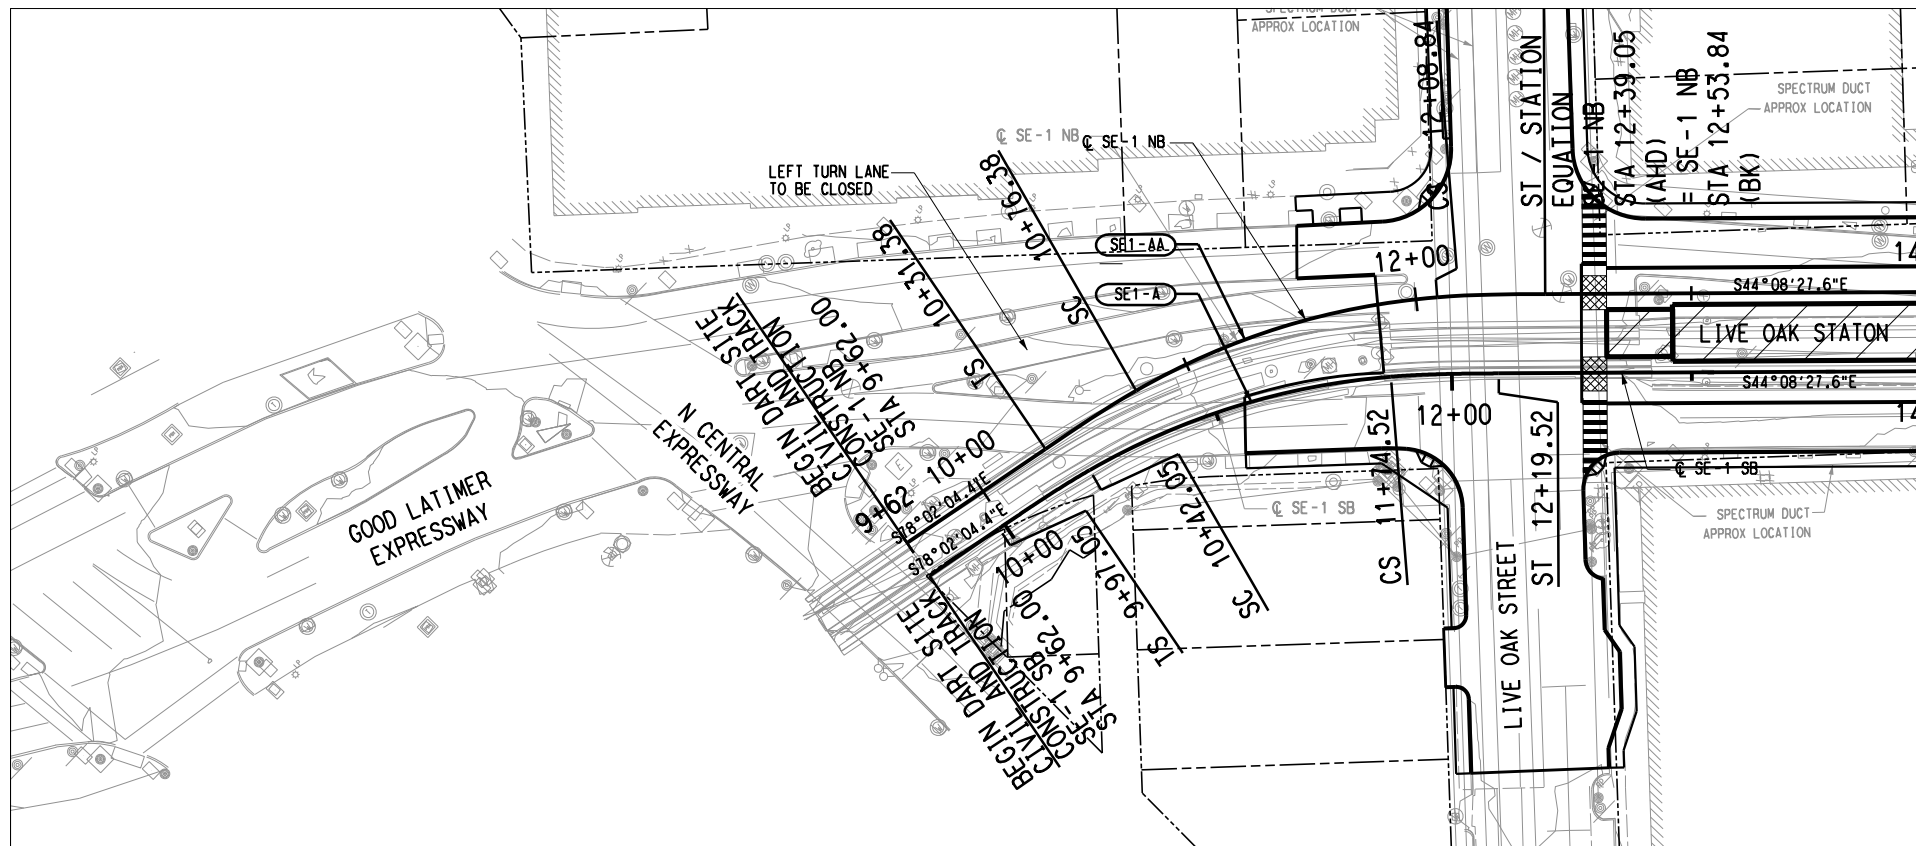 APPROX LOCATION
SPECTRUM DUCT
APPROX LOCATION
℄ SE-1 NB
℄ SE-1 NB
LEFT TURN LANE
TO BE CLOSED
10+76.38
SC
10+31.38
TS
SE1-AA
SE1-A
CS 12+08.84
ST / STATION
EQUATION
SE-1 NB
STA 12+39.05
(AHD)
= SE-1 NB
STA 12+53.84
(BK)
12+00
14
S44°08'27.6"E
LIVE OAK STATON
S44°08'27.6"E
12+00
14
BEGIN DART SITE
CIVIL AND TRACK
CONSTRUCTION
SE-1 NB
STA 9+62.00
9+62
10+00
S78°02'04.4"E
S78°02'04.4"E
10+00
N CENTRAL
EXPRESSWAY
GOOD LATIMER
EXPRESSWAY
BEGIN DART SITE
CIVIL AND TRACK
CONSTRUCTION
SE-1 SB
STA 9+62.00
9+97.05
TS
10+42.05
SC
℄ SE-1 SB
℄ SE-1 SB
CS 11+74.52
ST 12+19.52
LIVE OAK STREET
SPECTRUM DUCT
APPROX LOCATION